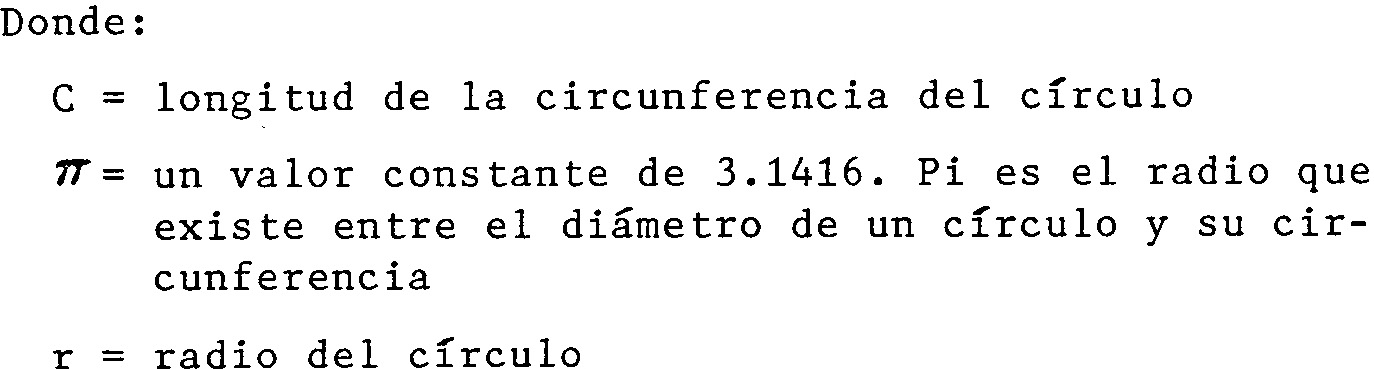 Donde:
C = longitud de la circunferencia del círculo
π = un valor constante de 3.1416. Pi es el radio que
existe entre el diámetro de un círculo y su cir-
cunferencia
r = radio del círculo